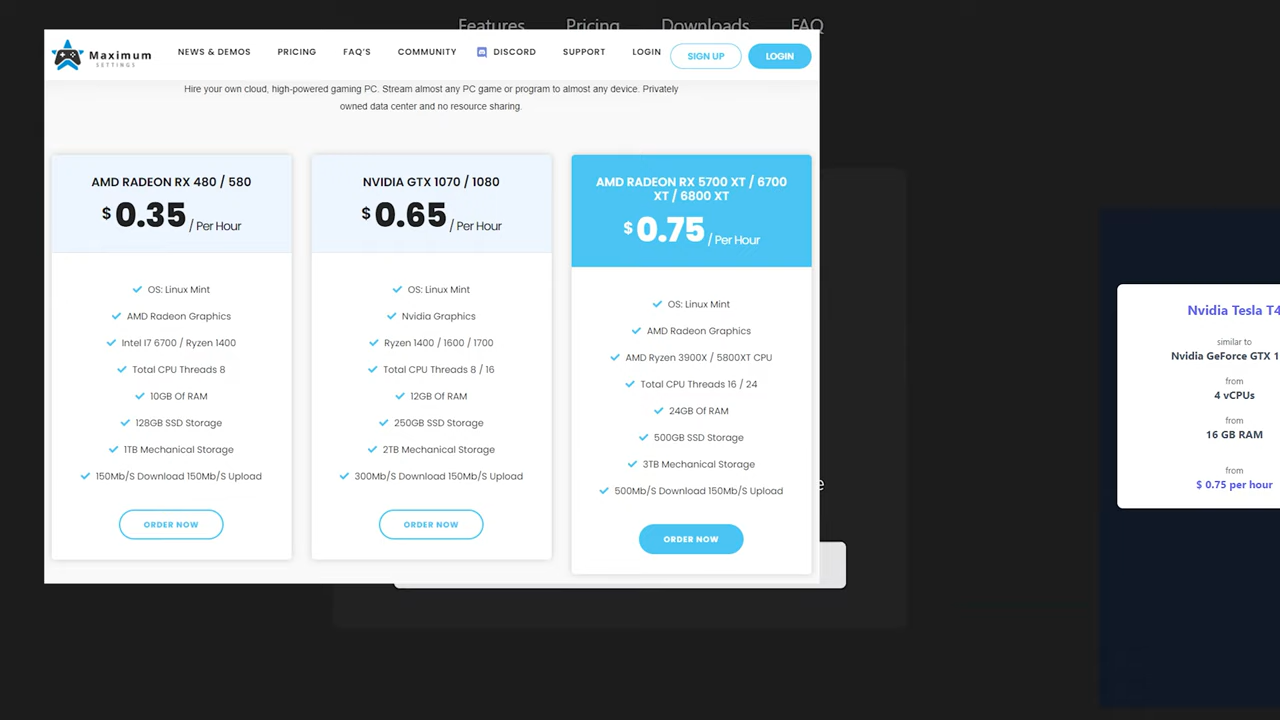 Features Pricing Downloads FAQ
Maximum
SETTINGS
NEWS & DEMOS PRICING FAQ'S COMMUNITY DISCORD SUPPORT LOGIN SIGN UP LOGIN
Hire your own cloud, high-powered gaming PC. Stream almost any PC game or program to almost any device. Privately
owned data center and no resource sharing.
AMD RADEON RX 480 / 580
$ 0.35 / Per Hour
OS: Linux Mint
AMD Radeon Graphics
Intel I7 6700 / Ryzen 1400
Total CPU Threads 8
10GB Of RAM
128GB SSD Storage
1TB Mechanical Storage
150Mb/S Download 150Mb/S Upload
ORDER NOW
NVIDIA GTX 1070 / 1080
$ 0.65 / Per Hour
OS: Linux Mint
Nvidia Graphics
Ryzen 1400 / 1600 / 1700
Total CPU Threads 8 / 16
12GB Of RAM
250GB SSD Storage
2TB Mechanical Storage
300Mb/S Download 150Mb/S Upload
ORDER NOW
AMD RADEON RX 5700 XT / 6700
XT / 6800 XT
$ 0.75 / Per Hour
OS: Linux Mint
AMD Radeon Graphics
AMD Ryzen 3900X / 5800XT CPU
Total CPU Threads 16 / 24
24GB Of RAM
500GB SSD Storage
3TB Mechanical Storage
500Mb/S Download 150Mb/S Upload
ORDER NOW
Nvidia Tesla T4
similar to
Nvidia GeForce GTX
from
4 vCPUs
from
16 GB RAM
from
$ 0.75 per hour